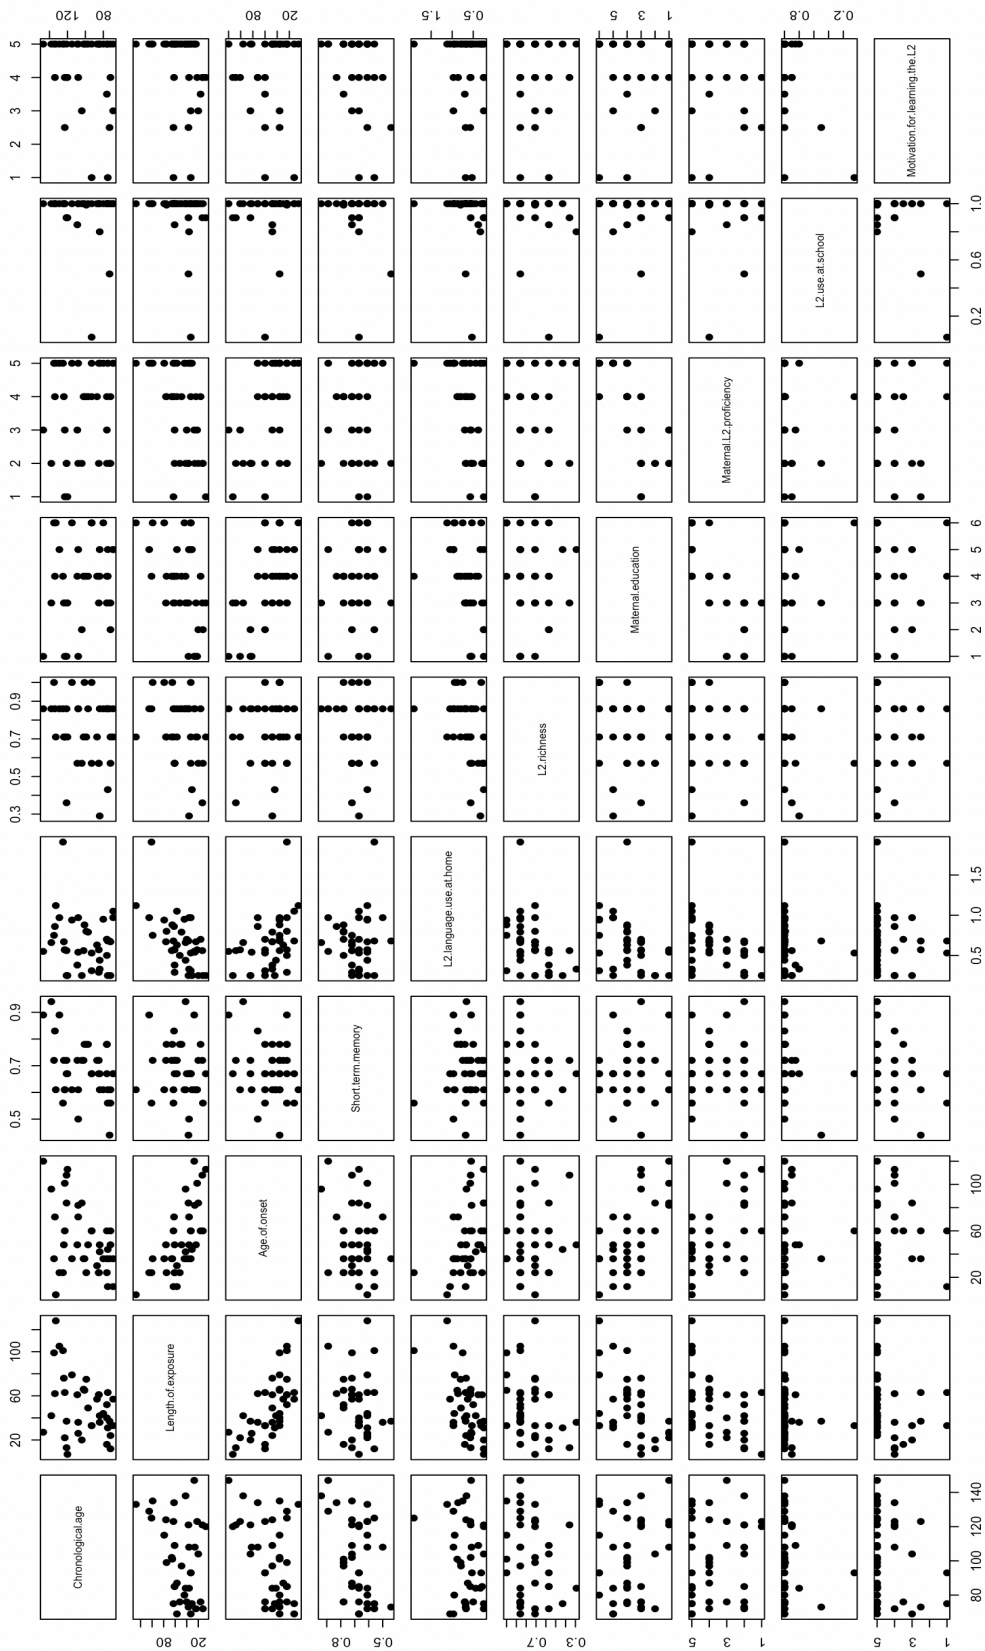 20 60 100
0.5 0.7 0.9
0.3 0.5 0.7 0.9
1 2 3 4 5
1 2 3 4 5
Chronological.age
80 120
20 80
Length.of.exposure
Age.of.onset
20 80
0.5 0.8
Short.term.memory
L2.language.use.at.home
0.5 1.5
0.3 0.7
L2.richness
Maternal.education
1 3 5
1 3 5
Maternal.L2.proficiency
L2.use.at.school
0.2 0.8
1 3 5
Motivation.for.learning.the.L2
80 100 120 140
20 60 100
0.5 1.0 1.5
1 2 3 4 5 6
0.2 0.6 1.0